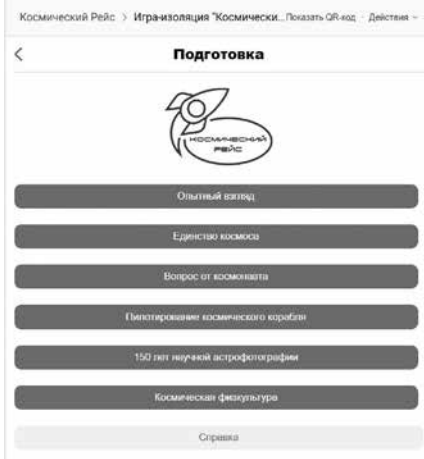 Космический Рейс > Игра-изоляция "Космически... Показать QR-код · Действия
Подготовка
КОСМИЧЕСКИЙ
РЕЙС
Опытный взгляд
Единство космоса
Вопрос от космонавта
Пилотирование космического корабля
150 лет научной астрофотографии
Космическая физкультура
Справка